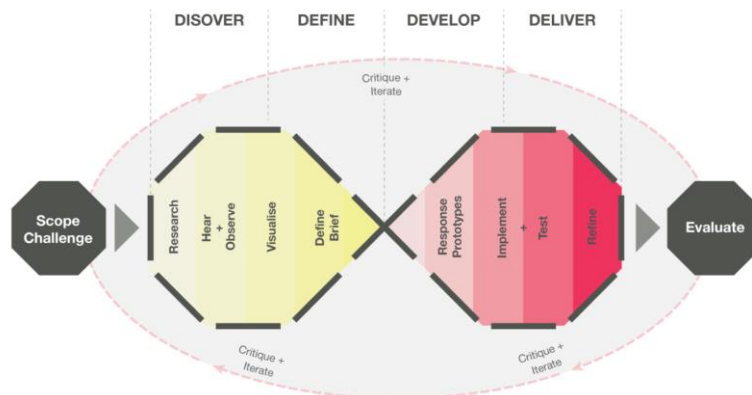 DISOVER
DEFINE
DEVELOP
DELIVER
Critique +
Iterate
Scope
Challenge
Research
Hear
+
Observe
Visualise
Define
Brief
Response
Prototypes
Implement
+
Test
Refine
Evaluate
Critique +
Iterate
Critique +
Iterate